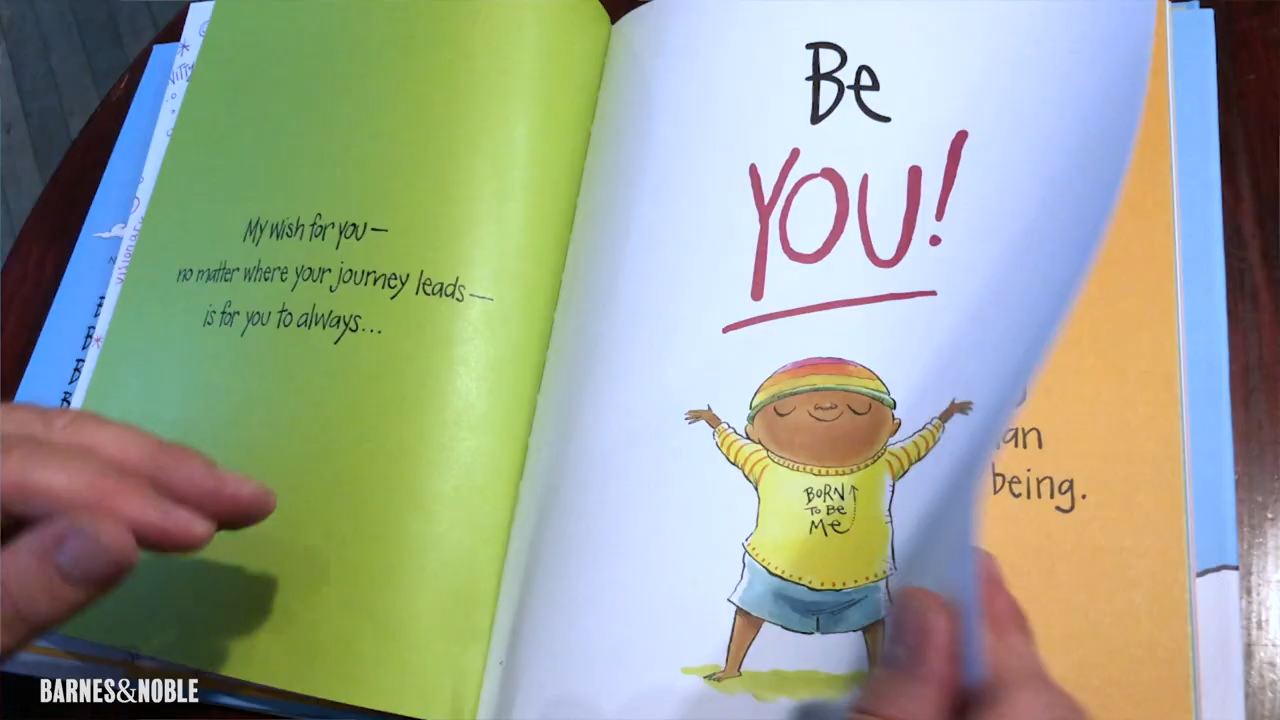 My wish for you—
no matter where your journey leads—
is for you to always...
Be
YOU!
BORN
TO BE
ME
an
being.
visionary
B
B
B
BARNES&NOBLE